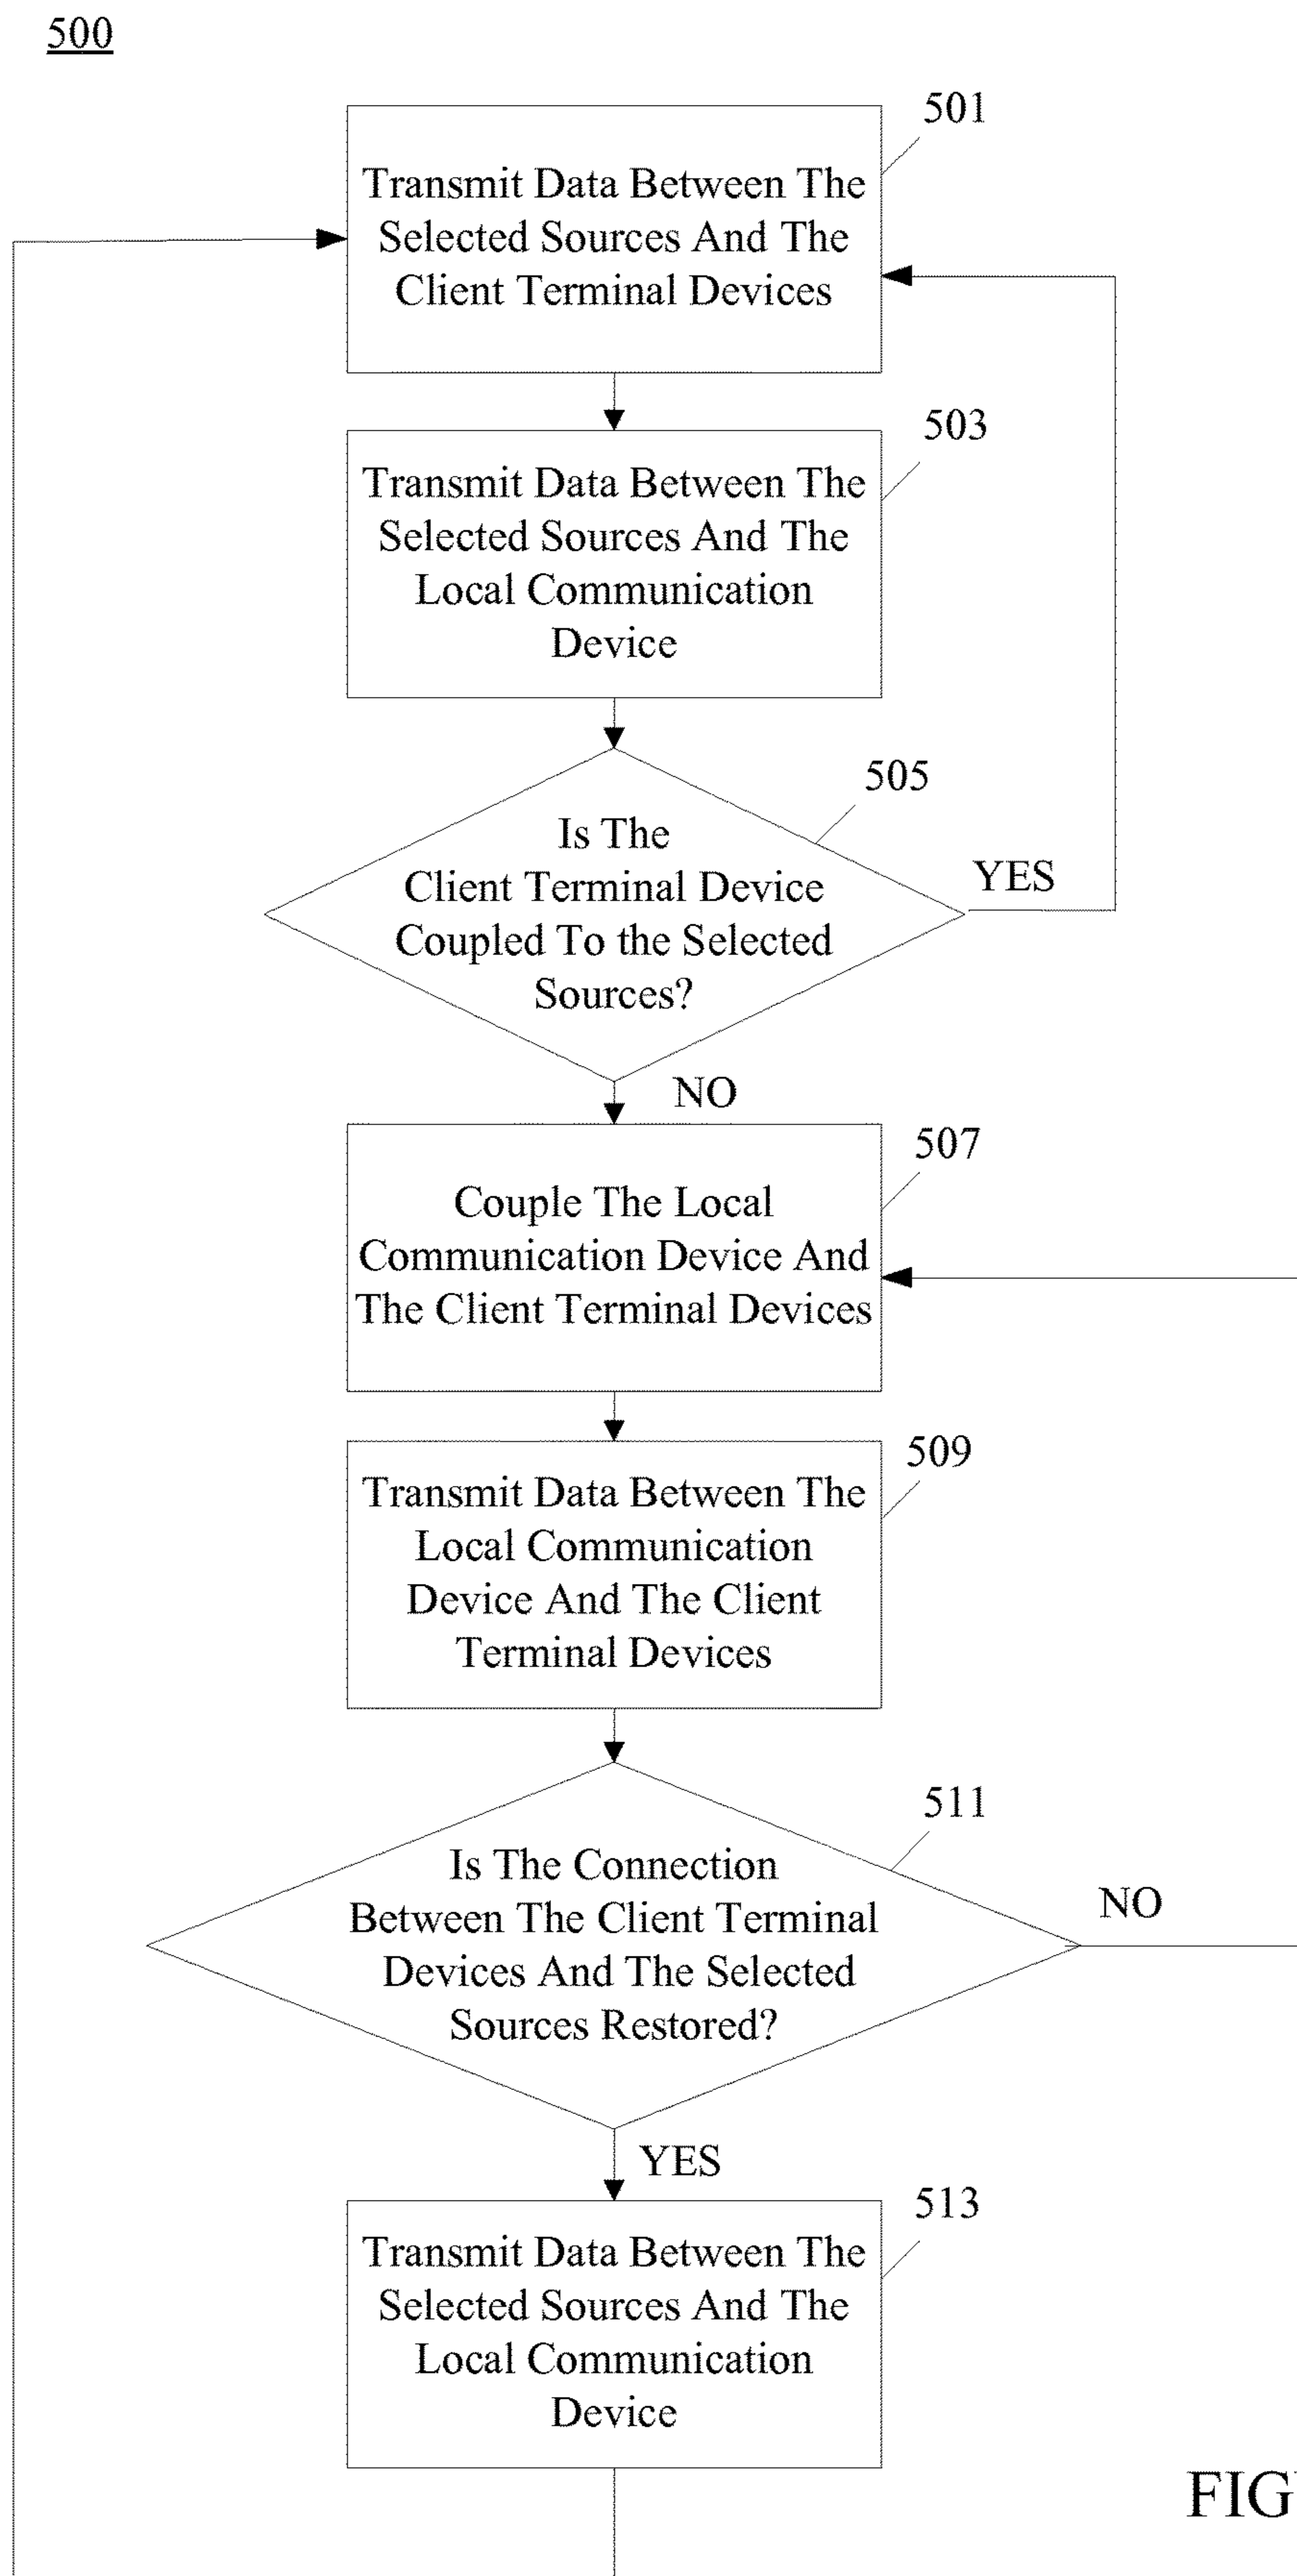 500
501
Transmit Data Between The
Selected Sources And The
Client Terminal Devices
503
Transmit Data Between The
Selected Sources And The
Local Communication
Device
505
Is The
Client Terminal Device
Coupled To the Selected
Sources?
YES
NO
507
Couple The Local
Communication Device And
The Client Terminal Devices
509
Transmit Data Between The
Local Communication
Device And The Client
Terminal Devices
511
Is The Connection
Between The Client Terminal
Devices And The Selected
Sources Restored?
NO
YES
513
Transmit Data Between The
Selected Sources And The
Local Communication
Device
FIG